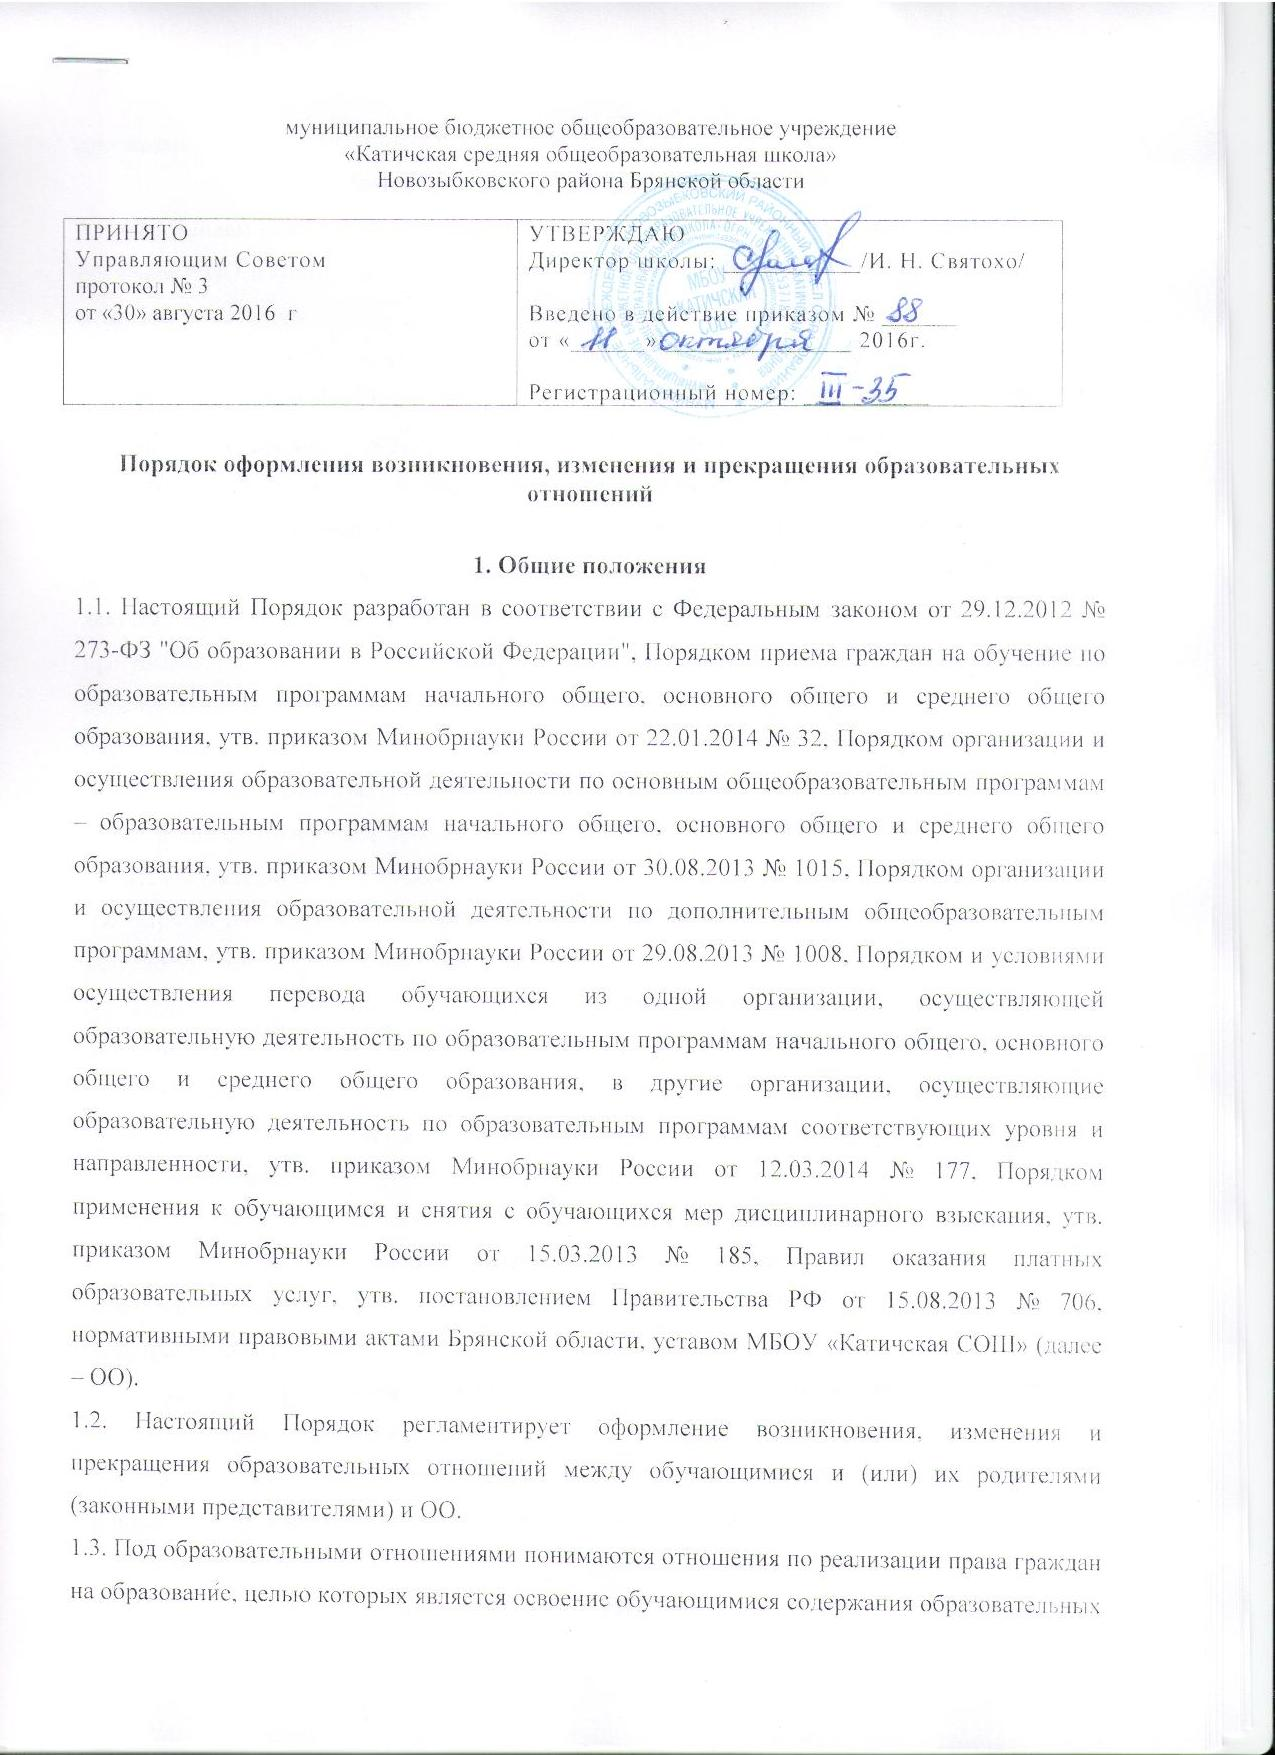 муниципальное бюджетное общеобразовательное учреждение
«Катичская средняя общеобразовательная школа»
Новозыбковского района Брянской области
ПРИНЯТО
Управляющим Советом
протокол № 3
от «30» августа 2016 г
УТВЕРЖДАЮ
Директор школы: /И. Н. Святохо/
Введено в действие приказом № 88
от « 11 » октября 2016г.
Регистрационный номер: III-35
МБОУ
КАТИЧСКАЯ
СОШ
Порядок оформления возникновения, изменения и прекращения образовательных
отношений
1. Общие положения
1.1. Настоящий Порядок разработан в соответствии с Федеральным законом от 29.12.2012 №
273-ФЗ "Об образовании в Российской Федерации", Порядком приема граждан на обучение по
образовательным программам начального общего, основного общего и среднего общего
образования, утв. приказом Минобрнауки России от 22.01.2014 № 32, Порядком организации и
осуществления образовательной деятельности по основным общеобразовательным программам
– образовательным программам начального общего, основного общего и среднего общего
образования, утв. приказом Минобрнауки России от 30.08.2013 № 1015, Порядком организации
и осуществления образовательной деятельности по дополнительным общеобразовательным
программам, утв. приказом Минобрнауки России от 29.08.2013 № 1008, Порядком и условиями
осуществления перевода обучающихся из одной организации, осуществляющей
образовательную деятельность по образовательным программам начального общего, основного
общего и среднего общего образования, в другие организации, осуществляющие
образовательную деятельность по образовательным программам соответствующих уровня и
направленности, утв. приказом Минобрнауки России от 12.03.2014 № 177, Порядком
применения к обучающимся и снятия с обучающихся мер дисциплинарного взыскания, утв.
приказом Минобрнауки России от 15.03.2013 № 185, Правил оказания платных
образовательных услуг, утв. постановлением Правительства РФ от 15.08.2013 № 706,
нормативными правовыми актами Брянской области, уставом МБОУ «Катичская СОШ» (далее
– ОО).
1.2. Настоящий Порядок регламентирует оформление возникновения, изменения и
прекращения образовательных отношений между обучающимися и (или) их родителями
(законными представителями) и ОО.
1.3. Под образовательными отношениями понимаются отношения по реализации права граждан
на образование, целью которых является освоение обучающимися содержания образовательных